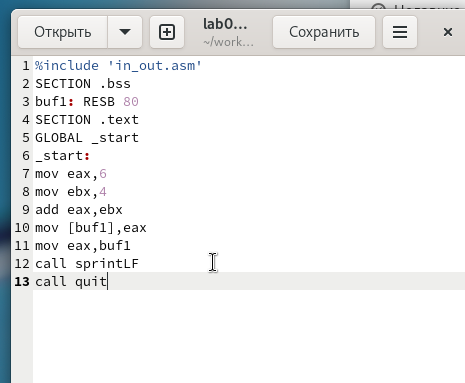 Открыть
lab0...
~/work...
Сохранить
1 %include 'in_out.asm'
2 SECTION .bss
3 buf1: RESB 80
4 SECTION .text
5 GLOBAL _start
6 _start:
7 mov eax,6
8 mov ebx,4
9 add eax,ebx
10 mov [buf1],eax
11 mov eax,buf1
12 call sprintLF
13 call quit